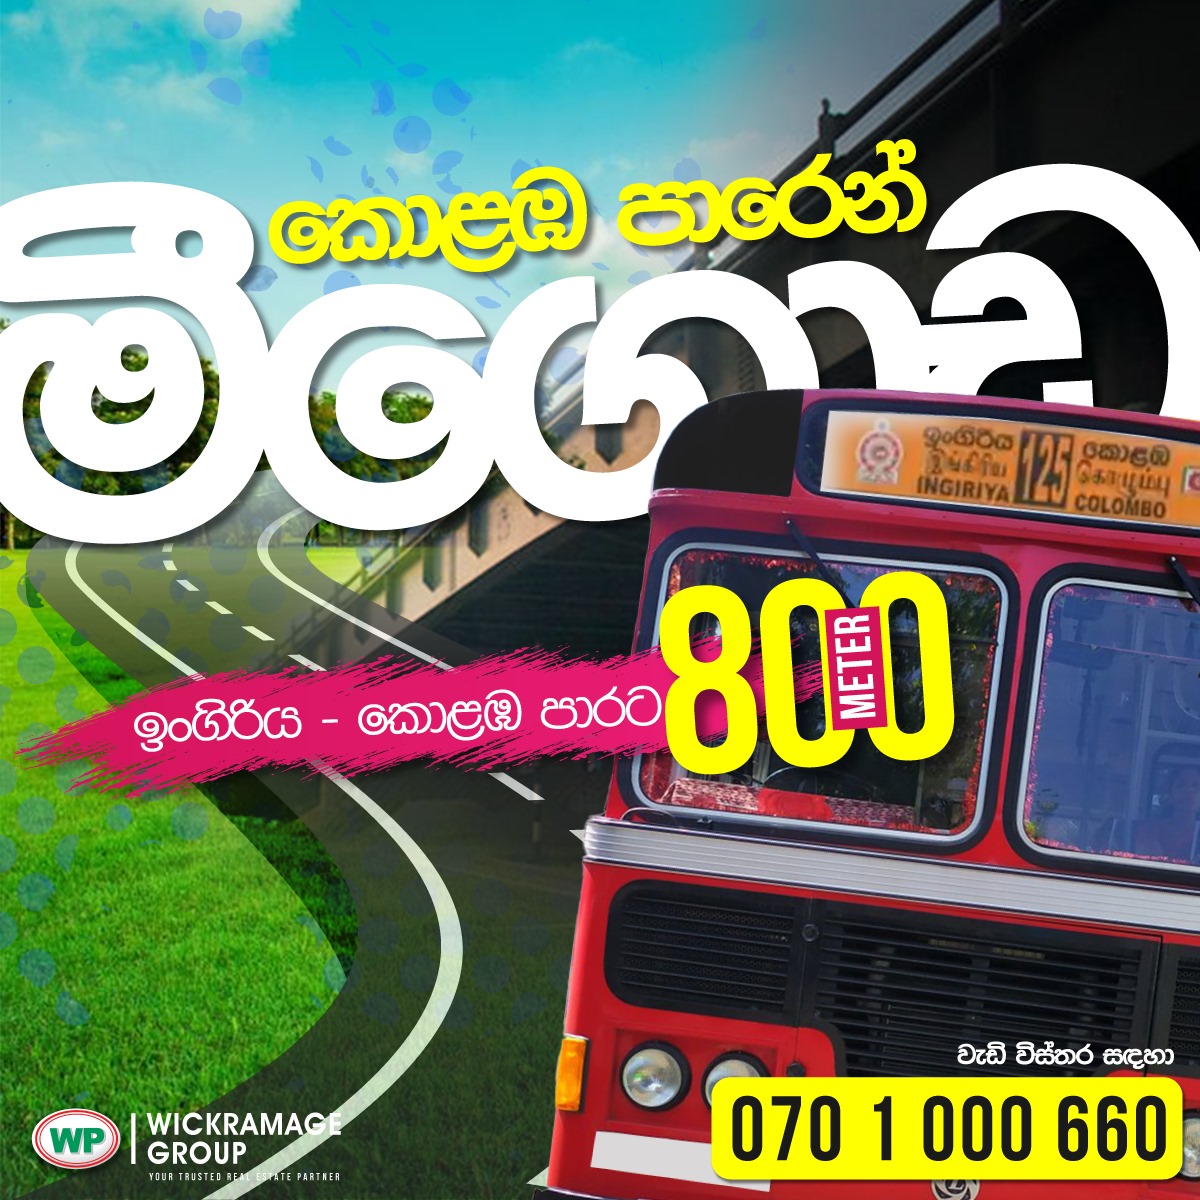 කොළඹ පාරෙන්
මීගොඩ
ඉංගිරිය 125 කොළඹ
இங்கிரிய கொழும்பு
INGIRIYA COLOMBO
ඉංගිරිය - කොළඹ පාරට 800
METER
වැඩි විස්තර සඳහා
070 1 000 660
WP
WICKRAMAGE
GROUP
YOUR TRUSTED REAL ESTATE PARTNER